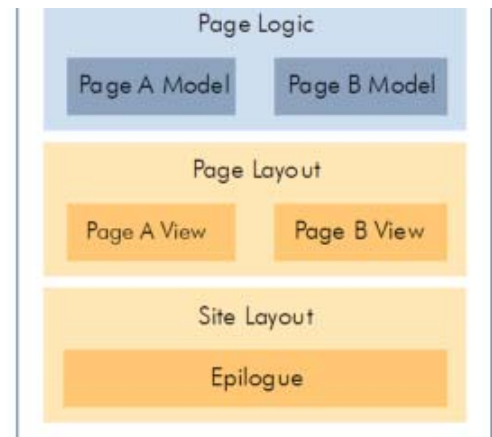 Page Logic
Page A Model Page B Model
Page Layout
Page A View Page B View
Site Layout
Epilogue